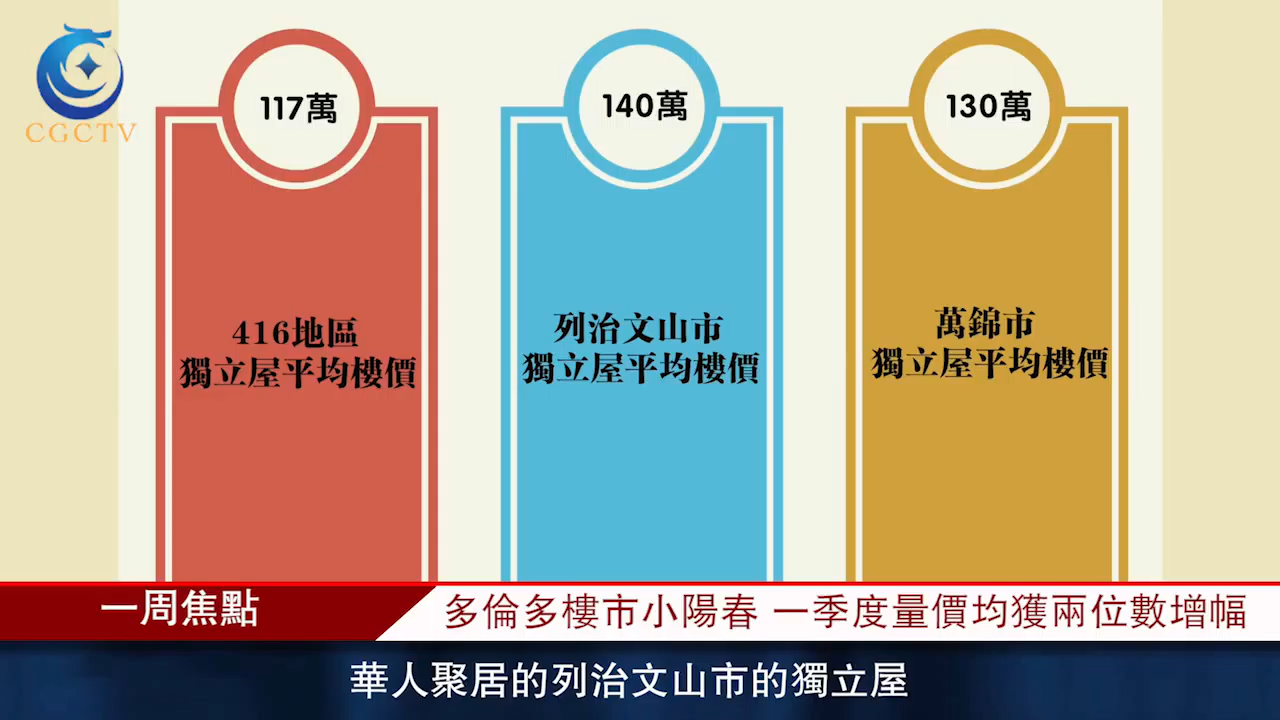 CGCTV
117萬
140萬
130萬
416地區
獨立屋平均樓價
列治文山市
獨立屋平均樓價
萬錦市
獨立屋平均樓價
一周焦點
多倫多樓市小陽春 一季度量價均獲兩位數增幅
華人聚居的列治文山市的獨立屋